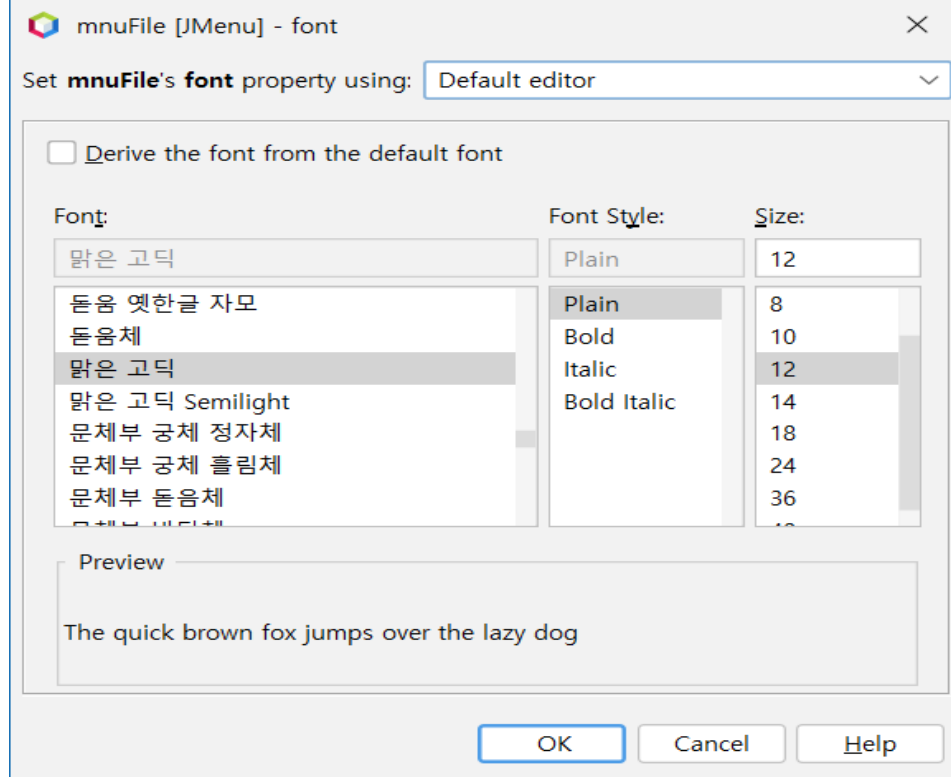 mnuFile [JMenu] - font
Set mnuFile's font property using: Default editor
Derive the font from the default font
Font: Font Style: Size:
맑은 고딕 Plain 12
돋움 옛한글 자모 Plain 8
돋움체 Bold 10
맑은 고딕 Italic 12
맑은 고딕 Semilight Bold Italic 14
문체부 궁체 정자체 18
문체부 궁체 흘림체 24
문체부 돋음체 36
Preview
The quick brown fox jumps over the lazy dog
OK Cancel Help